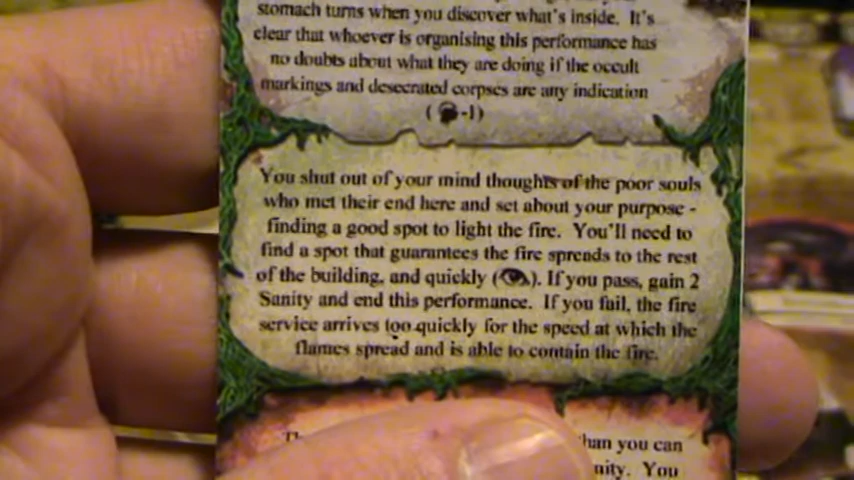 stomach turns when you discover what's inside. It's
clear that whoever is organising this performance has
no doubts about what they are doing if the occult
markings and desecrated corpses are any indication
( -1)
You shut out of your mind thoughts of the poor souls
who met their end here and set about your purpose -
finding a good spot to light the fire. You'll need to
find a spot that guarantees the fire spreads to the rest
of the building, and quickly ( ). If you pass, gain 2
Sanity and end this performance. If you fail, the fire
service arrives too quickly for the speed at which the
flames spread and is able to contain the fire.
than you can
You